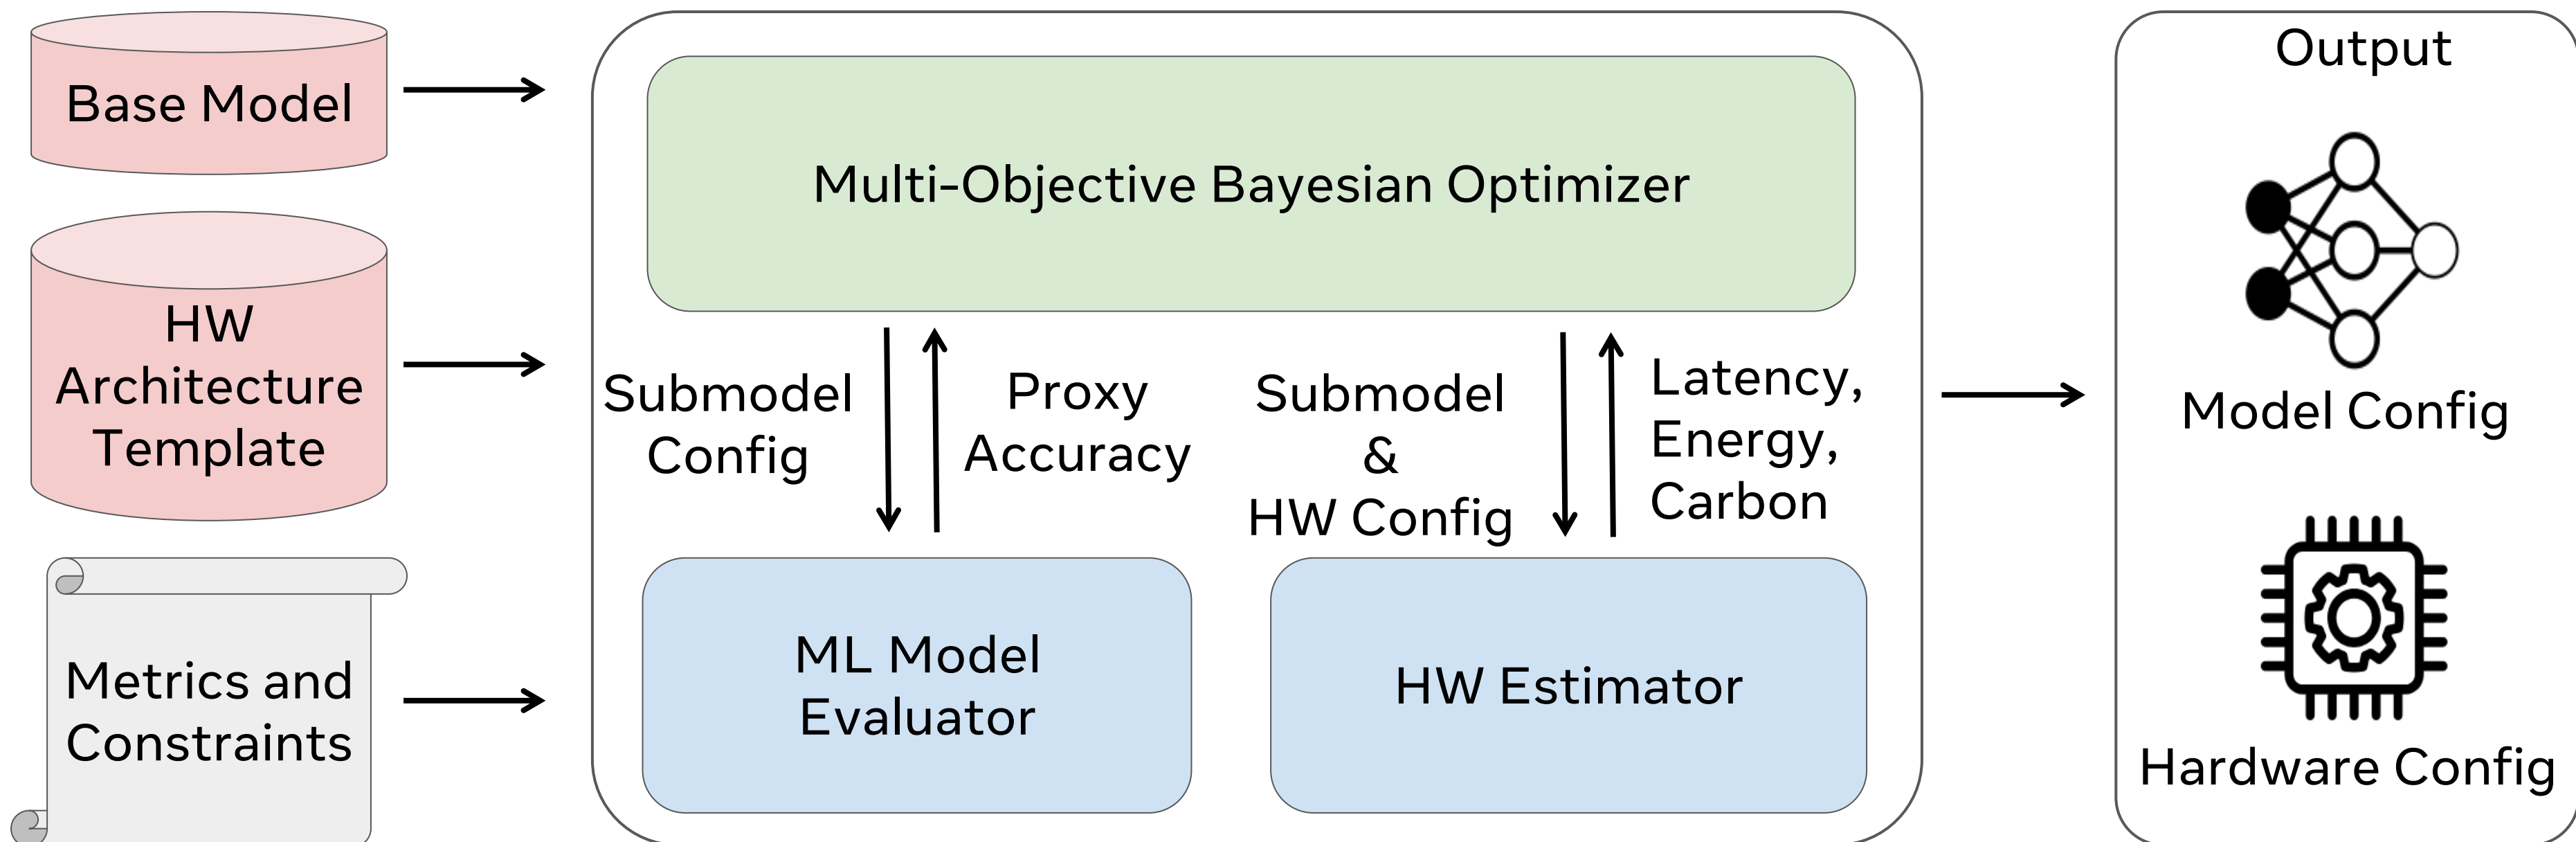 Base Model
HW
Architecture
Template
Metrics and
Constraints
Multi-Objective Bayesian Optimizer
Submodel
Config
Proxy
Accuracy
Submodel
&
HW Config
Latency,
Energy,
Carbon
ML Model
Evaluator
HW Estimator
Output
Model Config
Hardware Config